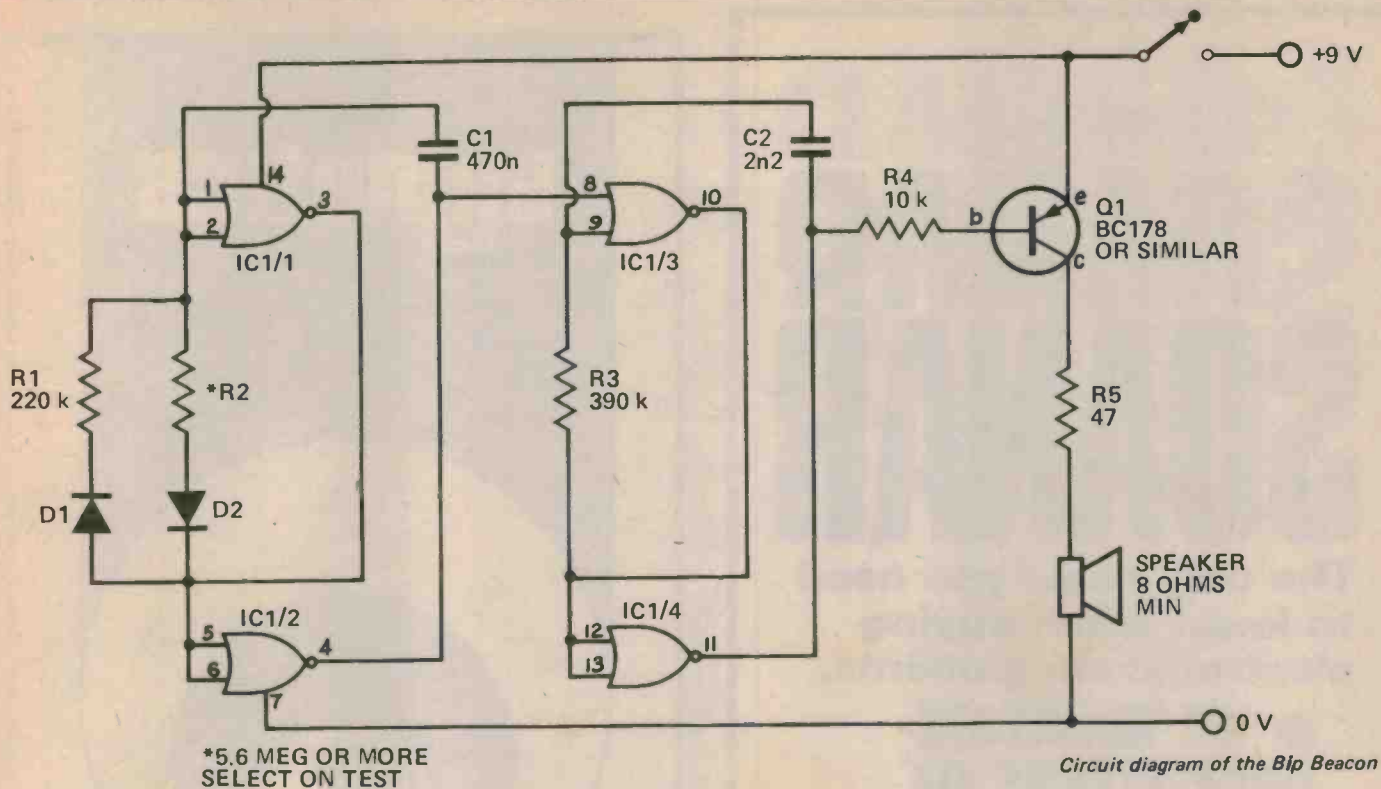 +9 V
C1
470n
C2
2n2
14
1
2
3
IC1/1
8
9
10
IC1/3
R4
10 k
b
e
c
Q1
BC178
OR SIMILAR
R1
220 k
*R2
R3
390 k
R5
47
D1
D2
IC1/2
5
6
4
7
IC1/4
12
13
11
SPEAKER
8 OHMS
MIN
0 V
*5.6 MEG OR MORE
SELECT ON TEST
Circuit diagram of the Bip Beacon